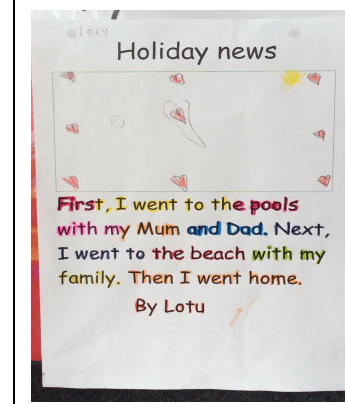 Lotu
Holiday news
First, I went to the pools
with my Mum and Dad. Next,
I went to the beach with my
family. Then I went home.
By Lotu